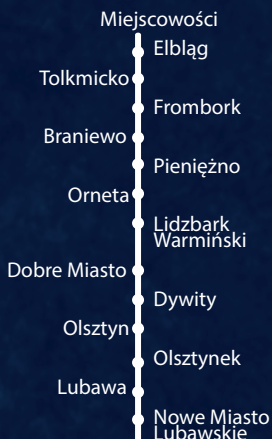 Miejscowości
Elbląg
Tolkmicko
Frombork
Braniewo
Pieniężno
Orneta
Lidzbark
Warmiński
Dobre Miasto
Dywity
Olsztyn
Olsztynek
Lubawa
Nowe Miasto
Lubawskie